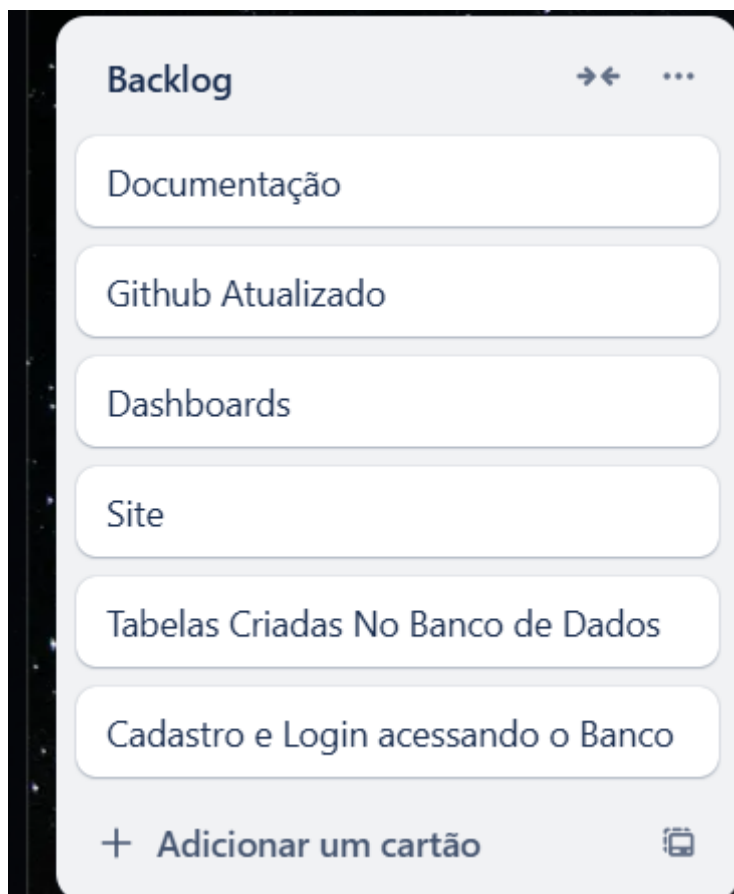 Backlog
Documentação
Github Atualizado
Dashboards
Site
Tabelas Criadas No Banco de Dados
Cadastro e Login acessando o Banco
Adicionar um cartão